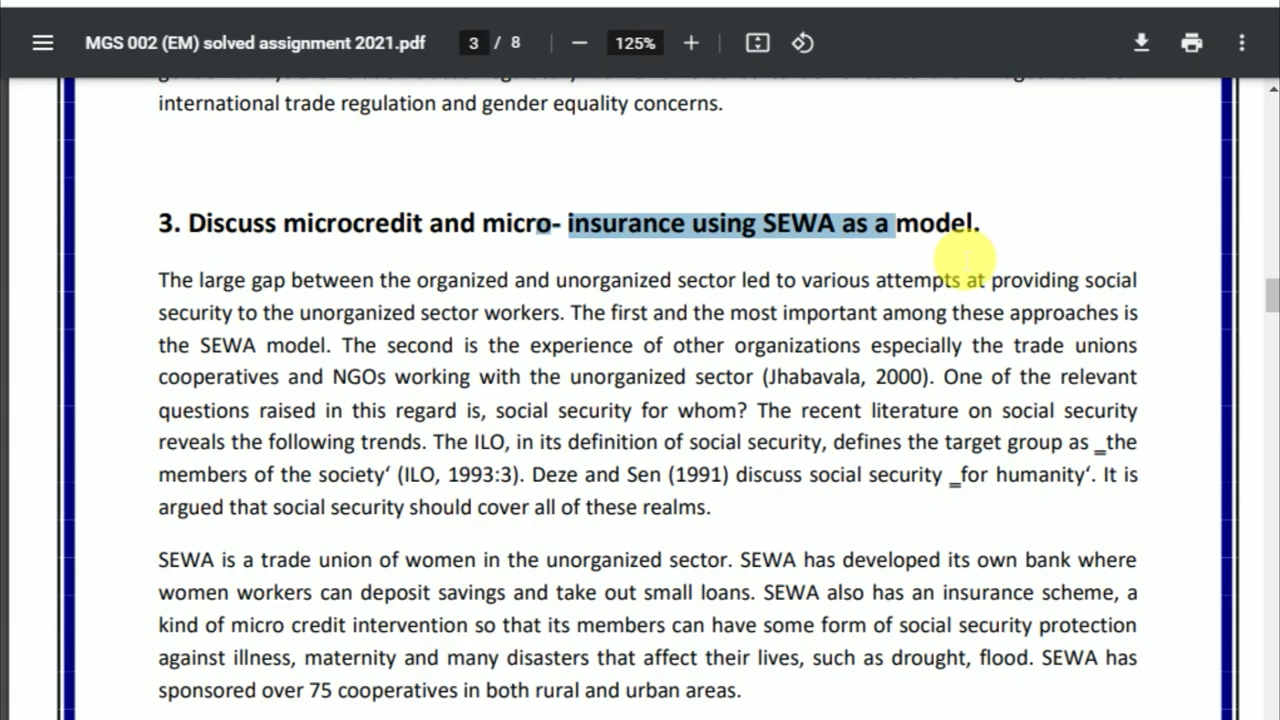 MGS 002 (EM) solved assignment 2021.pdf 3 / 8 125%
international trade regulation and gender equality concerns.
3. Discuss microcredit and micro- insurance using SEWA as a model.
The large gap between the organized and unorganized sector led to various attempts at providing social
security to the unorganized sector workers. The first and the most important among these approaches is
the SEWA model. The second is the experience of other organizations especially the trade unions
cooperatives and NGOs working with the unorganized sector (Jhabavala, 2000). One of the relevant
questions raised in this regard is, social security for whom? The recent literature on social security
reveals the following trends. The ILO, in its definition of social security, defines the target group as ‗the
members of the society‘ (ILO, 1993:3). Deze and Sen (1991) discuss social security ‗for humanity‘. It is
argued that social security should cover all of these realms.
SEWA is a trade union of women in the unorganized sector. SEWA has developed its own bank where
women workers can deposit savings and take out small loans. SEWA also has an insurance scheme, a
kind of micro credit intervention so that its members can have some form of social security protection
against illness, maternity and many disasters that affect their lives, such as drought, flood. SEWA has
sponsored over 75 cooperatives in both rural and urban areas.